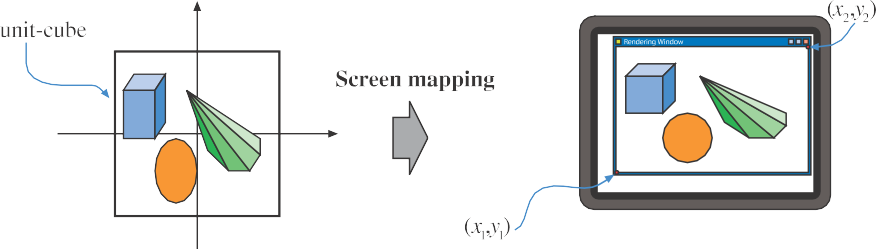 (x₂,y₂)
unit-cube
Rendering Window
Screen mapping
(x₁,y₁)